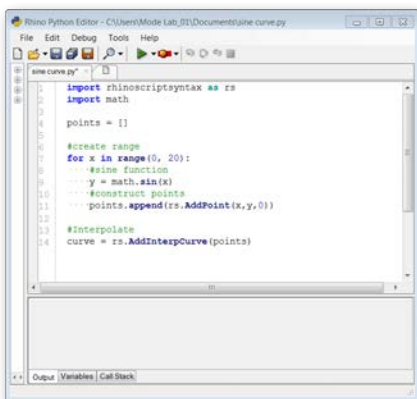 Rhino Python Editor - C:\Users\Mode Lab_01\Documents\sine curve.py
File Edit Debug Tools Help
sine curve.py*
1 import rhinoscriptsyntax as rs
2 import math
3
4 points = []
5
6 #create range
7 for x in range(0, 20):
8 ····#sine function
9 ····y = math.sin(x)
10 ····#construct points
11 ····points.append(rs.AddPoint(x,y,0))
12
13 #Interpolate
14 curve = rs.AddInterpCurve(points)
Output Variables Call Stack